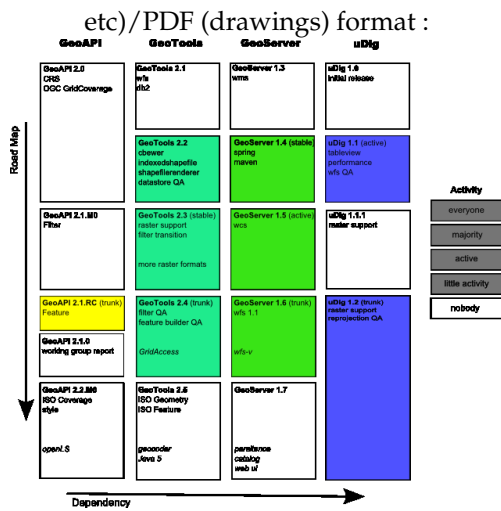 etc)/PDF (drawings) format :
GeoAPI
GeoTools
GeoServer
uDig
Road Map
GeoAPI 2.0
CRS
OGC GridCoverage
GeoTools 2.1
wfs
db2
GeoServer 1.3
wms
uDig 1.0
initial release
GeoTools 2.2
cbewer
indexedshapefile
shapefilerenderer
datastore QA
GeoServer 1.4 (stable)
spring
maven
uDig 1.1 (active)
tableview
performance
wfs QA
GeoAPI 2.1.M0
Filter
GeoTools 2.3 (stable)
raster support
filter transition
more raster formats
GeoServer 1.5 (active)
wcs
uDig 1.1.1
raster support
GeoAPI 2.1.RC (trunk)
Feature
GeoAPI 2.1.0
working group report
GeoTools 2.4 (trunk)
filter QA
feature builder QA
GridAccess
GeoServer 1.6 (trunk)
wfs 1.1
wfs-v
uDig 1.2 (trunk)
raster support
reprojection QA
GeoAPI 2.2.M0
ISO Coverage
style
openLS
GeoTools 2.5
ISO Geometry
ISO Feature
geocoder
Java 5
GeoServer 1.7
persitence
catalog
web ui
Activity
everyone
majority
active
little activity
nobody
Dependency